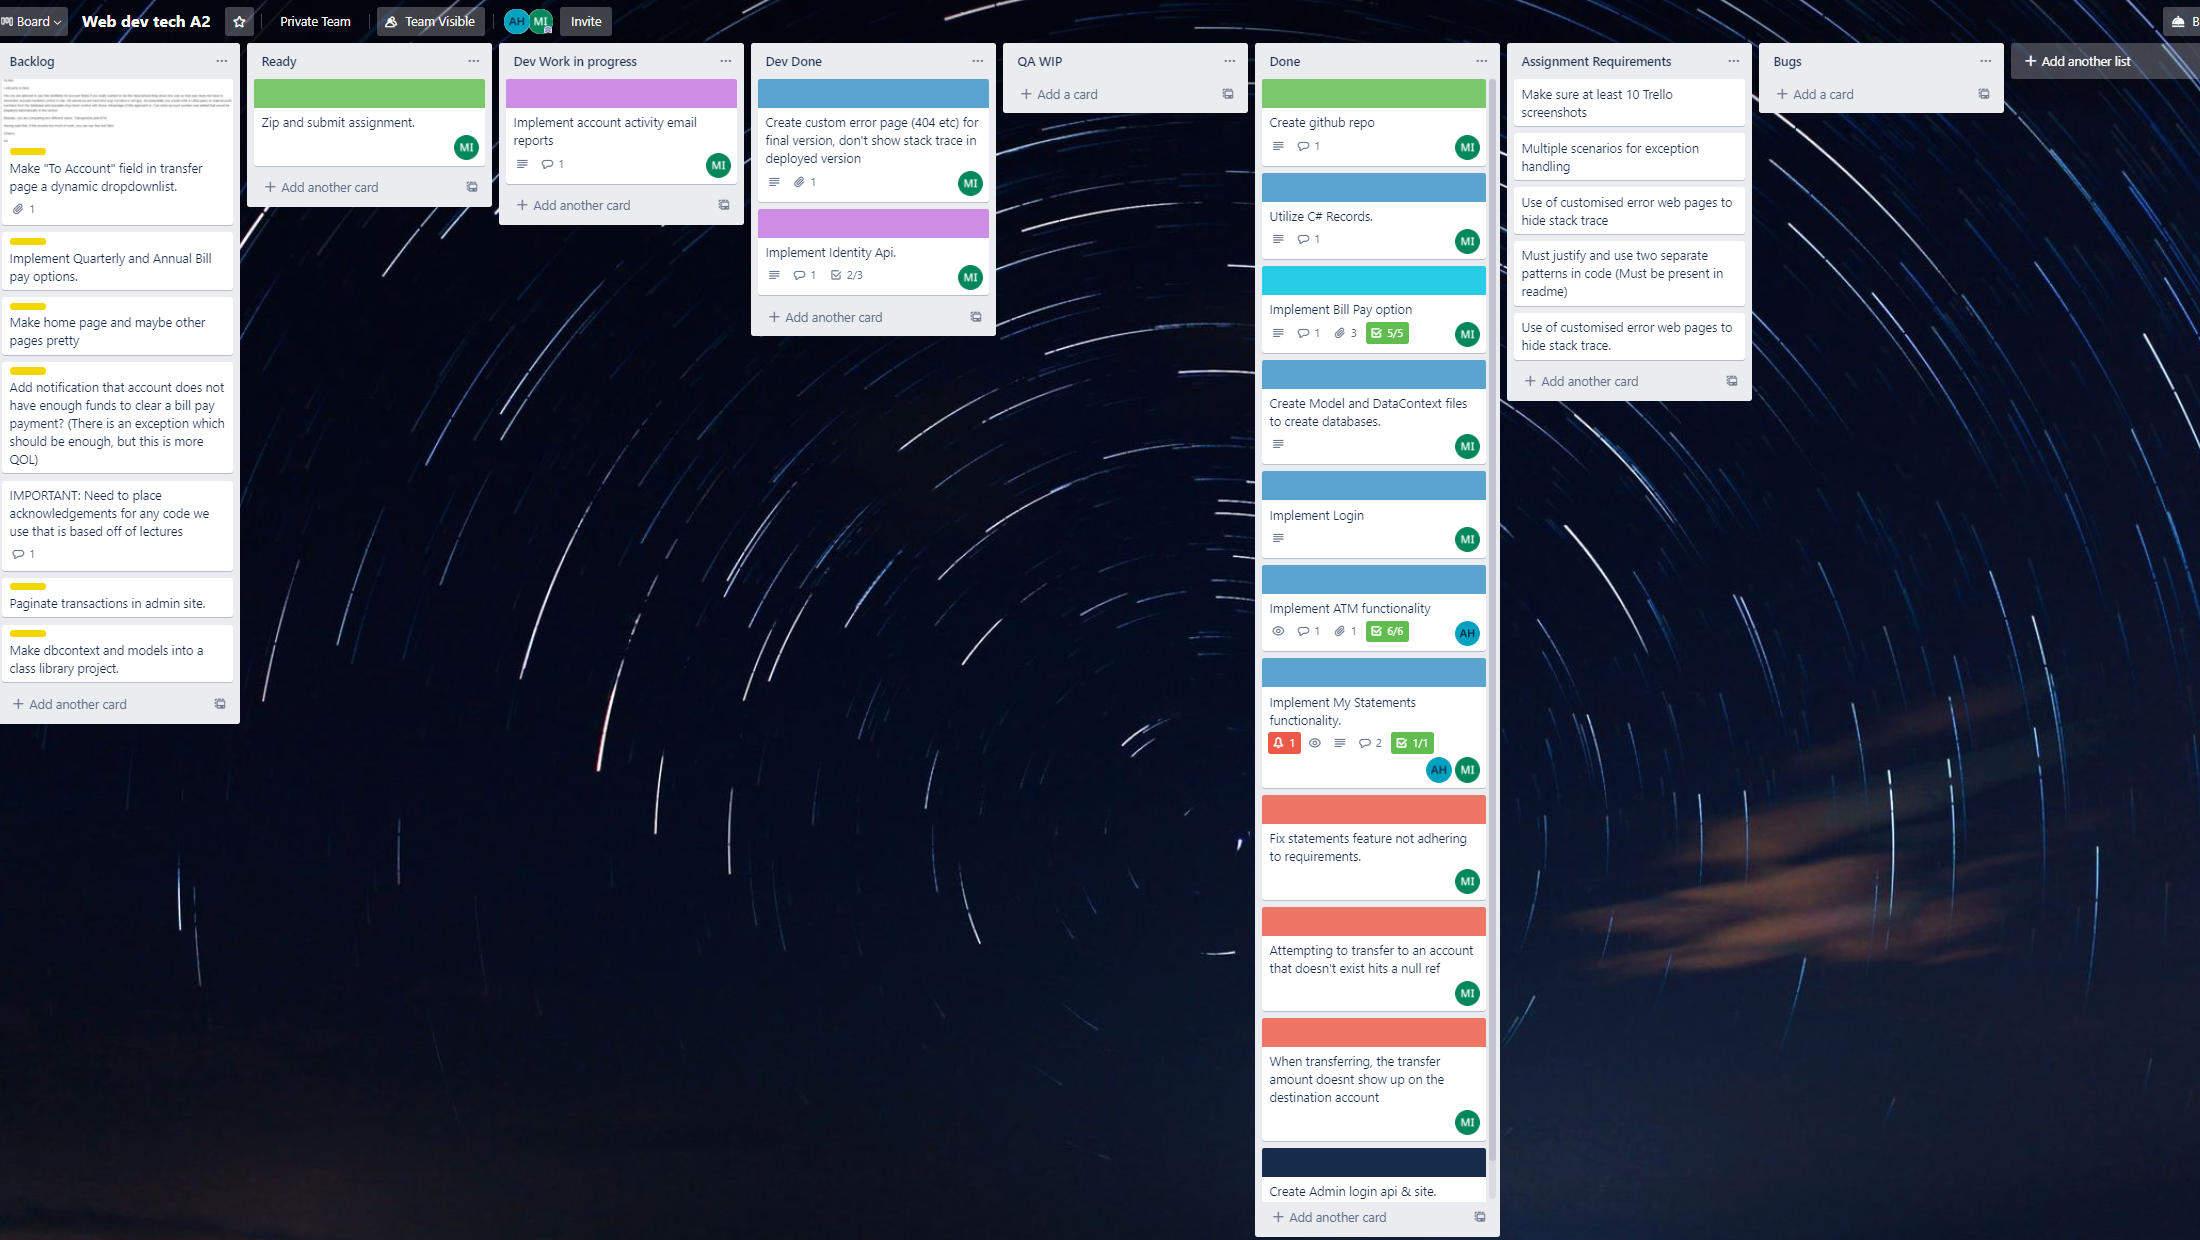 Board
Web dev tech A2
Private Team
Team Visible
AH
MI
Invite
B
Backlog
Make "To Account" field in transfer
page a dynamic dropdownlist.
1
Implement Quarterly and Annual Bill
pay options.
Make home page and maybe other
pages pretty
Add notification that account does not
have enough funds to clear a bill pay
payment? (There is an exception which
should be enough, but this is more
QOL)
IMPORTANT: Need to place
acknowledgements for any code we
use that is based off of lectures
1
Paginate transactions in admin site.
Make dbcontext and models into a
class library project.
+ Add another card
Ready
Zip and submit assignment.
MI
+ Add another card
Dev Work in progress
Implement account activity email
reports
1
MI
+ Add another card
Dev Done
Create custom error page (404 etc) for
final version, don't show stack trace in
deployed version
1
MI
Implement Identity Api.
1 2/3
MI
+ Add another card
QA WIP
+ Add a card
Done
Create github repo
1
MI
Utilize C# Records.
1
MI
Implement Bill Pay option
1 3 5/5
MI
Create Model and DataContext files
to create databases.
MI
Implement Login
MI
Implement ATM functionality
1 1 6/6
AH
Implement My Statements
functionality.
1 2 1/1
AH MI
Fix statements feature not adhering
to requirements.
MI
Attempting to transfer to an account
that doesn't exist hits a null ref
MI
When transferring, the transfer
amount doesnt show up on the
destination account
MI
Create Admin login api & site.
+ Add another card
Assignment Requirements
Make sure at least 10 Trello
screenshots
Multiple scenarios for exception
handling
Use of customised error web pages to
hide stack trace
Must justify and use two separate
patterns in code (Must be present in
readme)
Use of customised error web pages to
hide stack trace.
+ Add another card
Bugs
+ Add a card
+ Add another list